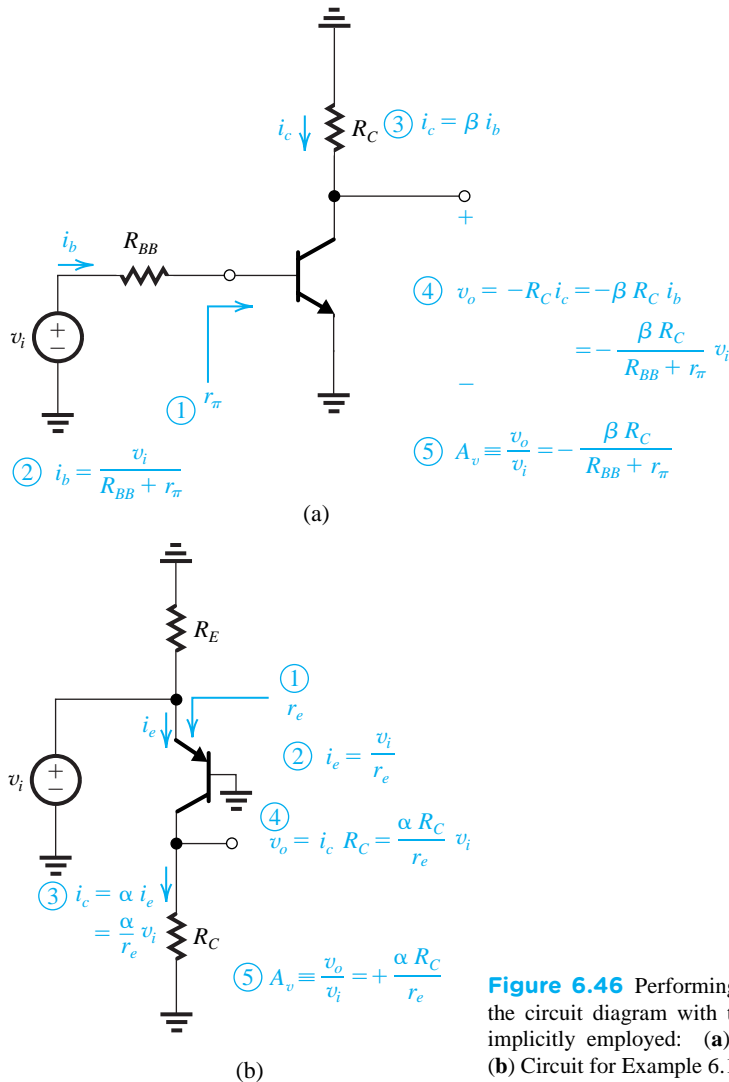 i_c
R_C
③ i_c = β i_b
+
i_b
R_BB
④ v_o = −R_C i_c = −β R_C i_b
= − β R_C / (R_BB + r_π) v_i
v_i
+
−
−
① r_π
② i_b = v_i / (R_BB + r_π)
⑤ A_v ≡ v_o / v_i = − β R_C / (R_BB + r_π)
(a)
R_E
①
r_e
i_e
② i_e = v_i / r_e
v_i
+
−
④
v_o = i_c R_C = α R_C / r_e v_i
③ i_c = α i_e
= α / r_e v_i
R_C
⑤ A_v ≡ v_o / v_i = + α R_C / r_e
(b)
Figure 6.46 Performing
the circuit diagram with
implicitly employed: (a)
(b) Circuit for Example